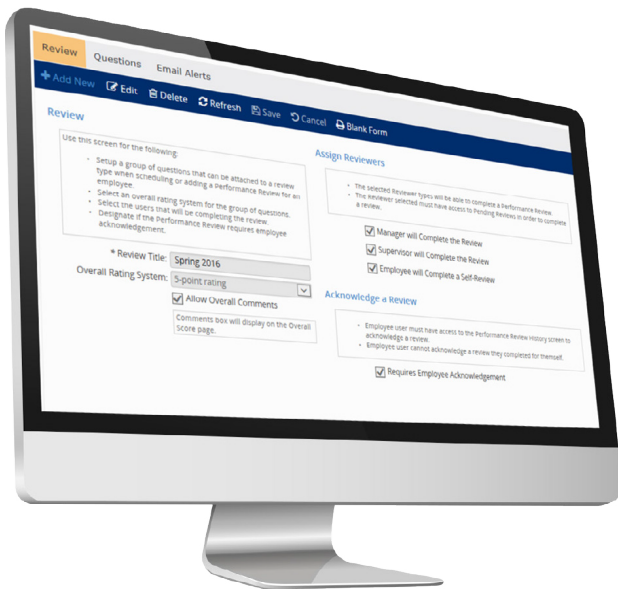 Review Questions Email Alerts
Add New Edit Delete Refresh Save Cancel Blank Form
Review
Use this screen for the following:
• Setup a group of questions that can be attached to a review
type when scheduling or adding a Performance Review for an
employee.
• Select an overall rating system for the group of questions.
• Select the users that will be completing the review.
• Designate if the Performance Review requires employee
acknowledgement.
* Review Title: Spring 2016
Overall Rating System: 5-point rating
Allow Overall Comments
Comments box will display on the Overall
Score page.
Assign Reviewers
• The selected Reviewer types will be able to complete a Performance Review.
• The Reviewer selected must have access to Pending Reviews in order to complete
a review.
Manager will Complete the Review
Supervisor will Complete the Review
Employee will Complete a Self-Review
Acknowledge a Review
• Employee user must have access to the Performance Review History screen to
acknowledge a review.
• Employee user cannot acknowledge a review they completed for themself.
Requires Employee Acknowledgement